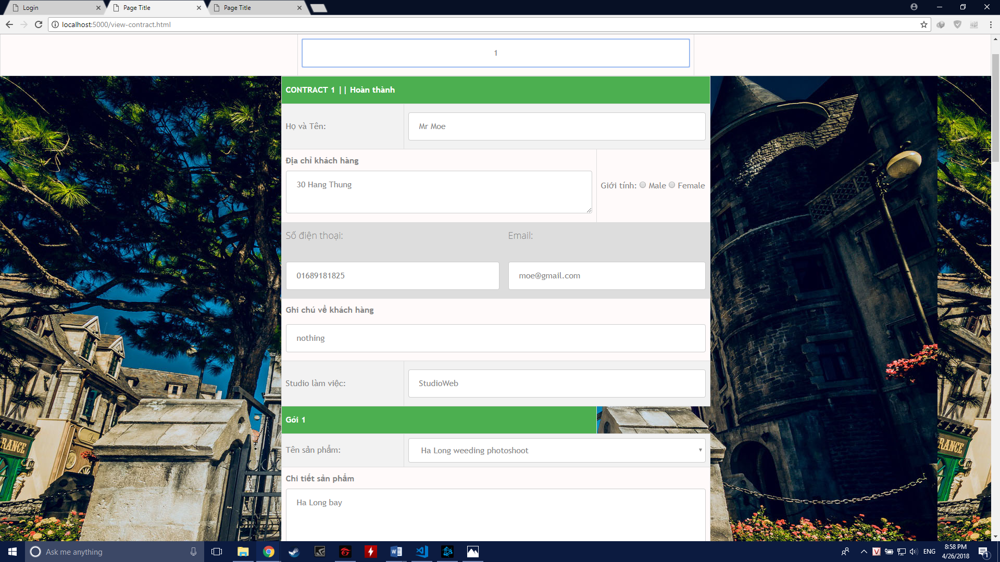 Login
Page Title
Page Title
localhost:5000/view-contract.html
1
CONTRACT 1 || Hoàn thành
Họ và Tên:
Mr Moe
Địa chỉ khách hàng
30 Hang Thung
Giới tính: Male Female
Số điện thoại:
Email:
01689181825
moe@gmail.com
Ghi chú về khách hàng
nothing
Studio làm việc:
StudioWeb
Gói 1
Tên sản phẩm:
Ha Long weeding photoshoot
Chi tiết sản phẩm
Ha Long bay
RANCE
RANCE
Ask me anything
ENG
8:58 PM
4/26/2018
1